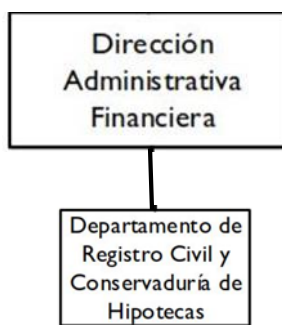 Dirección
Administrativa
Financiera
Departamento de
Registro Civil y
Conservaduría de
Hipotecas